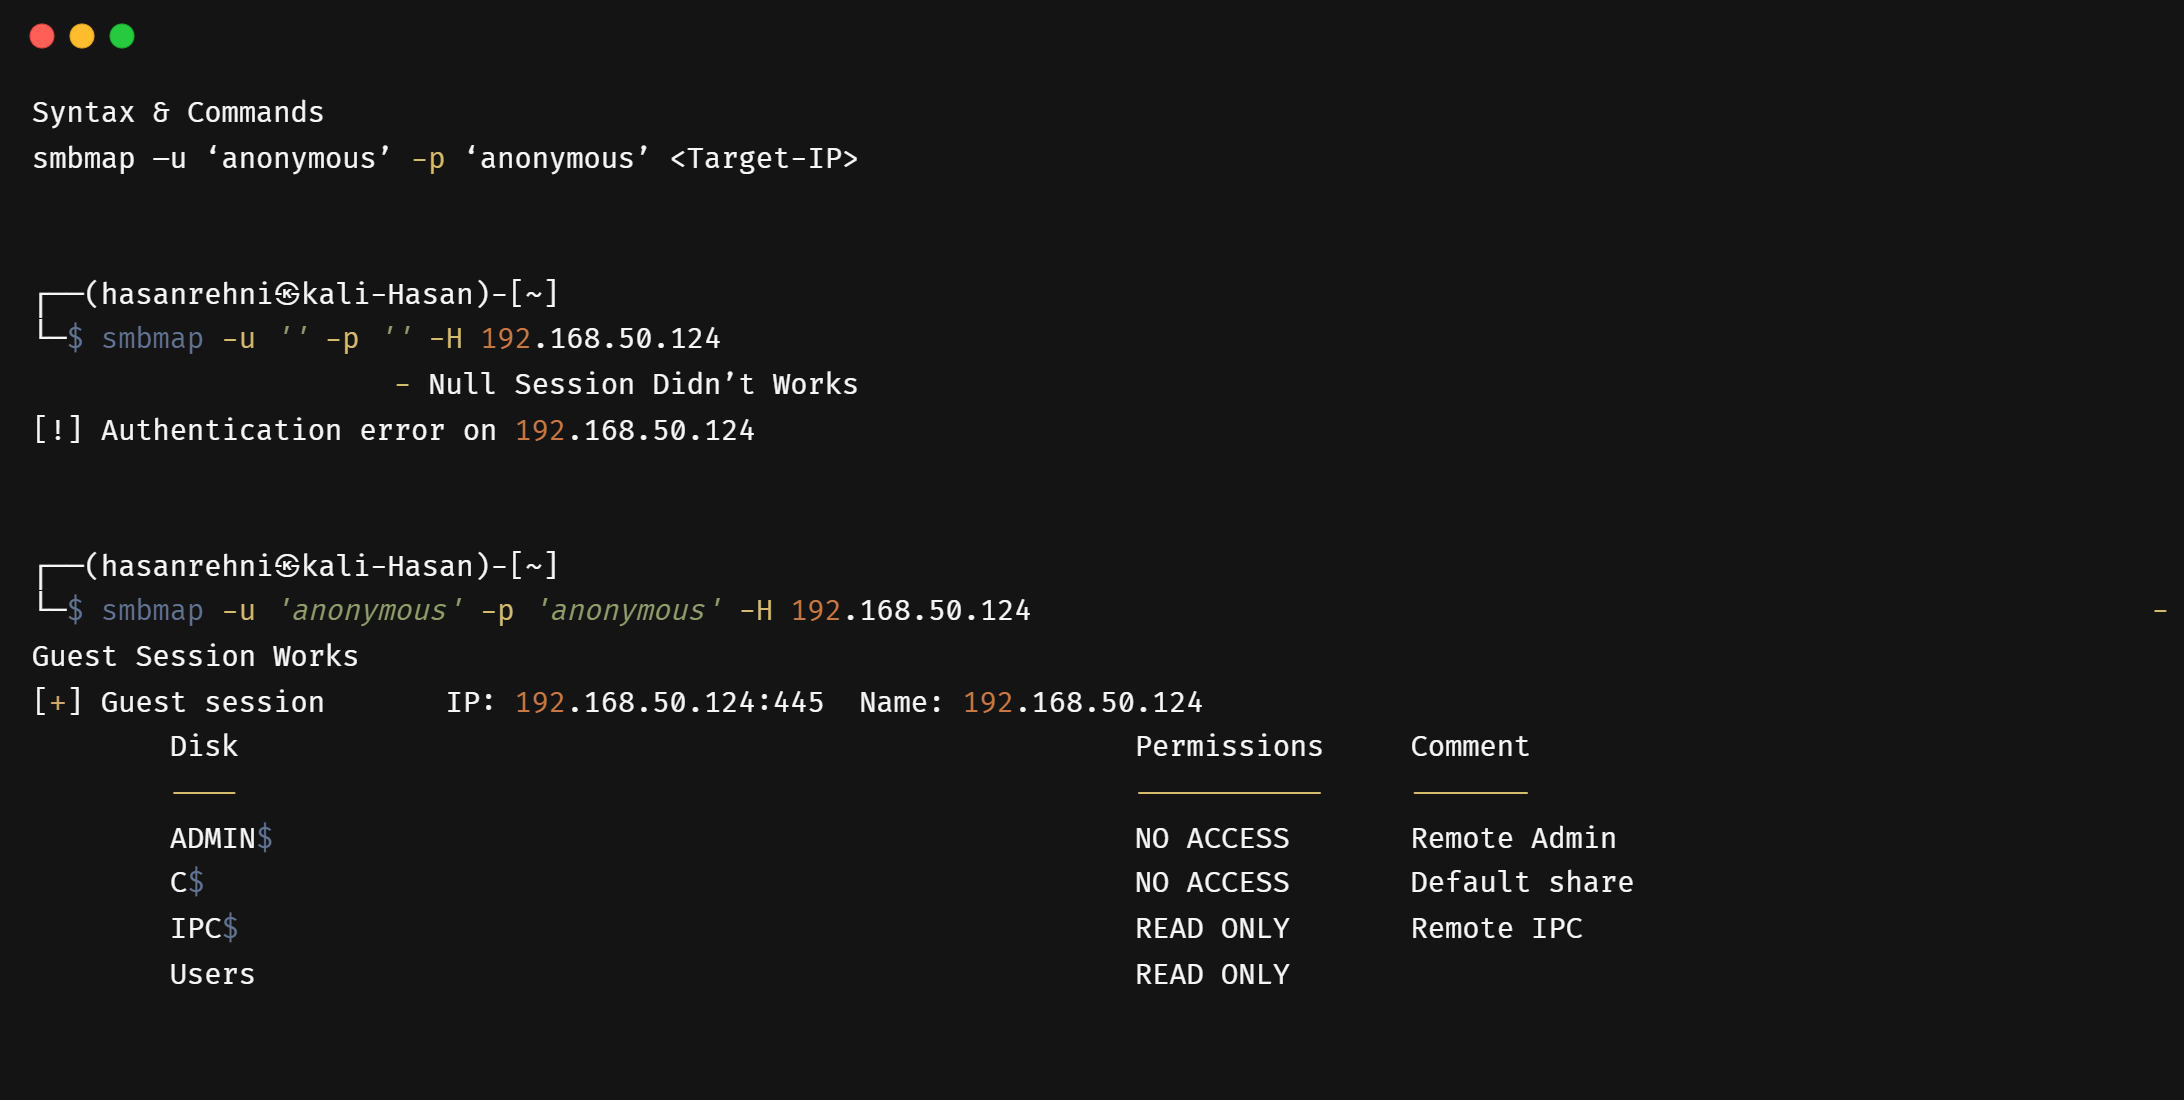 Syntax & Commands
smbmap –u ‘anonymous’ -p ‘anonymous’ <Target-IP>
┌──(hasanrehni㉿kali-Hasan)-[~]
└─$ smbmap -u '' -p '' -H 192.168.50.124
- Null Session Didn’t Works
[!] Authentication error on 192.168.50.124
┌──(hasanrehni㉿kali-Hasan)-[~]
└─$ smbmap -u 'anonymous' -p 'anonymous' -H 192.168.50.124 -
Guest Session Works
[+] Guest session IP: 192.168.50.124:445 Name: 192.168.50.124
Disk Permissions Comment
---- ----------- -------
ADMIN$ NO ACCESS Remote Admin
C$ NO ACCESS Default share
IPC$ READ ONLY Remote IPC
Users READ ONLY